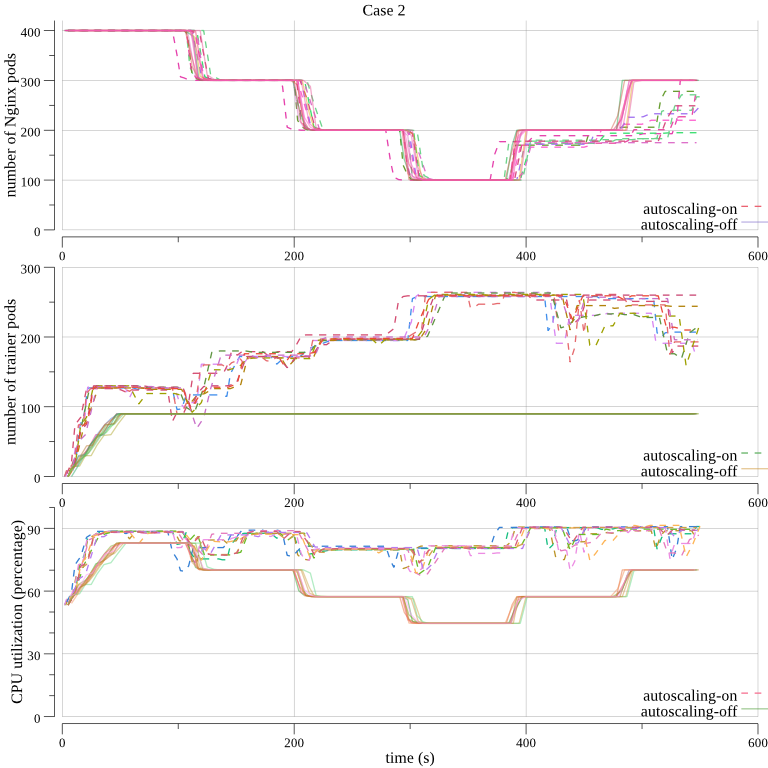 Case 2
number of Nginx pods
400
300
200
100
0
autoscaling-on
autoscaling-off
0
200
400
600
number of trainer pods
300
200
100
0
autoscaling-on
autoscaling-off
0
200
400
600
CPU utilization (percentage)
90
60
30
0
autoscaling-on
autoscaling-off
0
200
400
600
time (s)